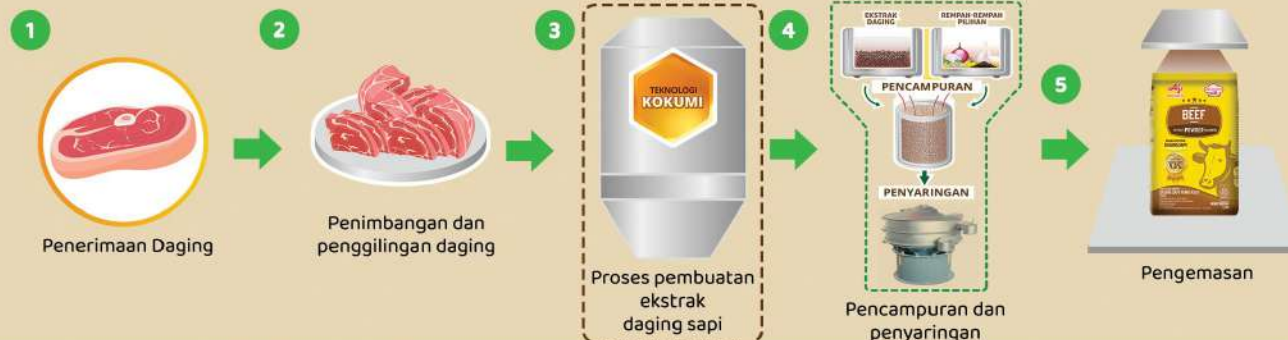 1
Penerimaan Daging
2
Penimbangan dan
penggilingan daging
3
TEKNOLOGI
KOKUMI
Proses pembuatan
ekstrak
daging sapi
4
EKSTRAK
DAGING
REMPAH-REMPAH
PILIHAN
PENCAMPURAN
PENYARINGAN
Pencampuran dan
penyaringan
5
BEEF
POWDER
Pengemasan